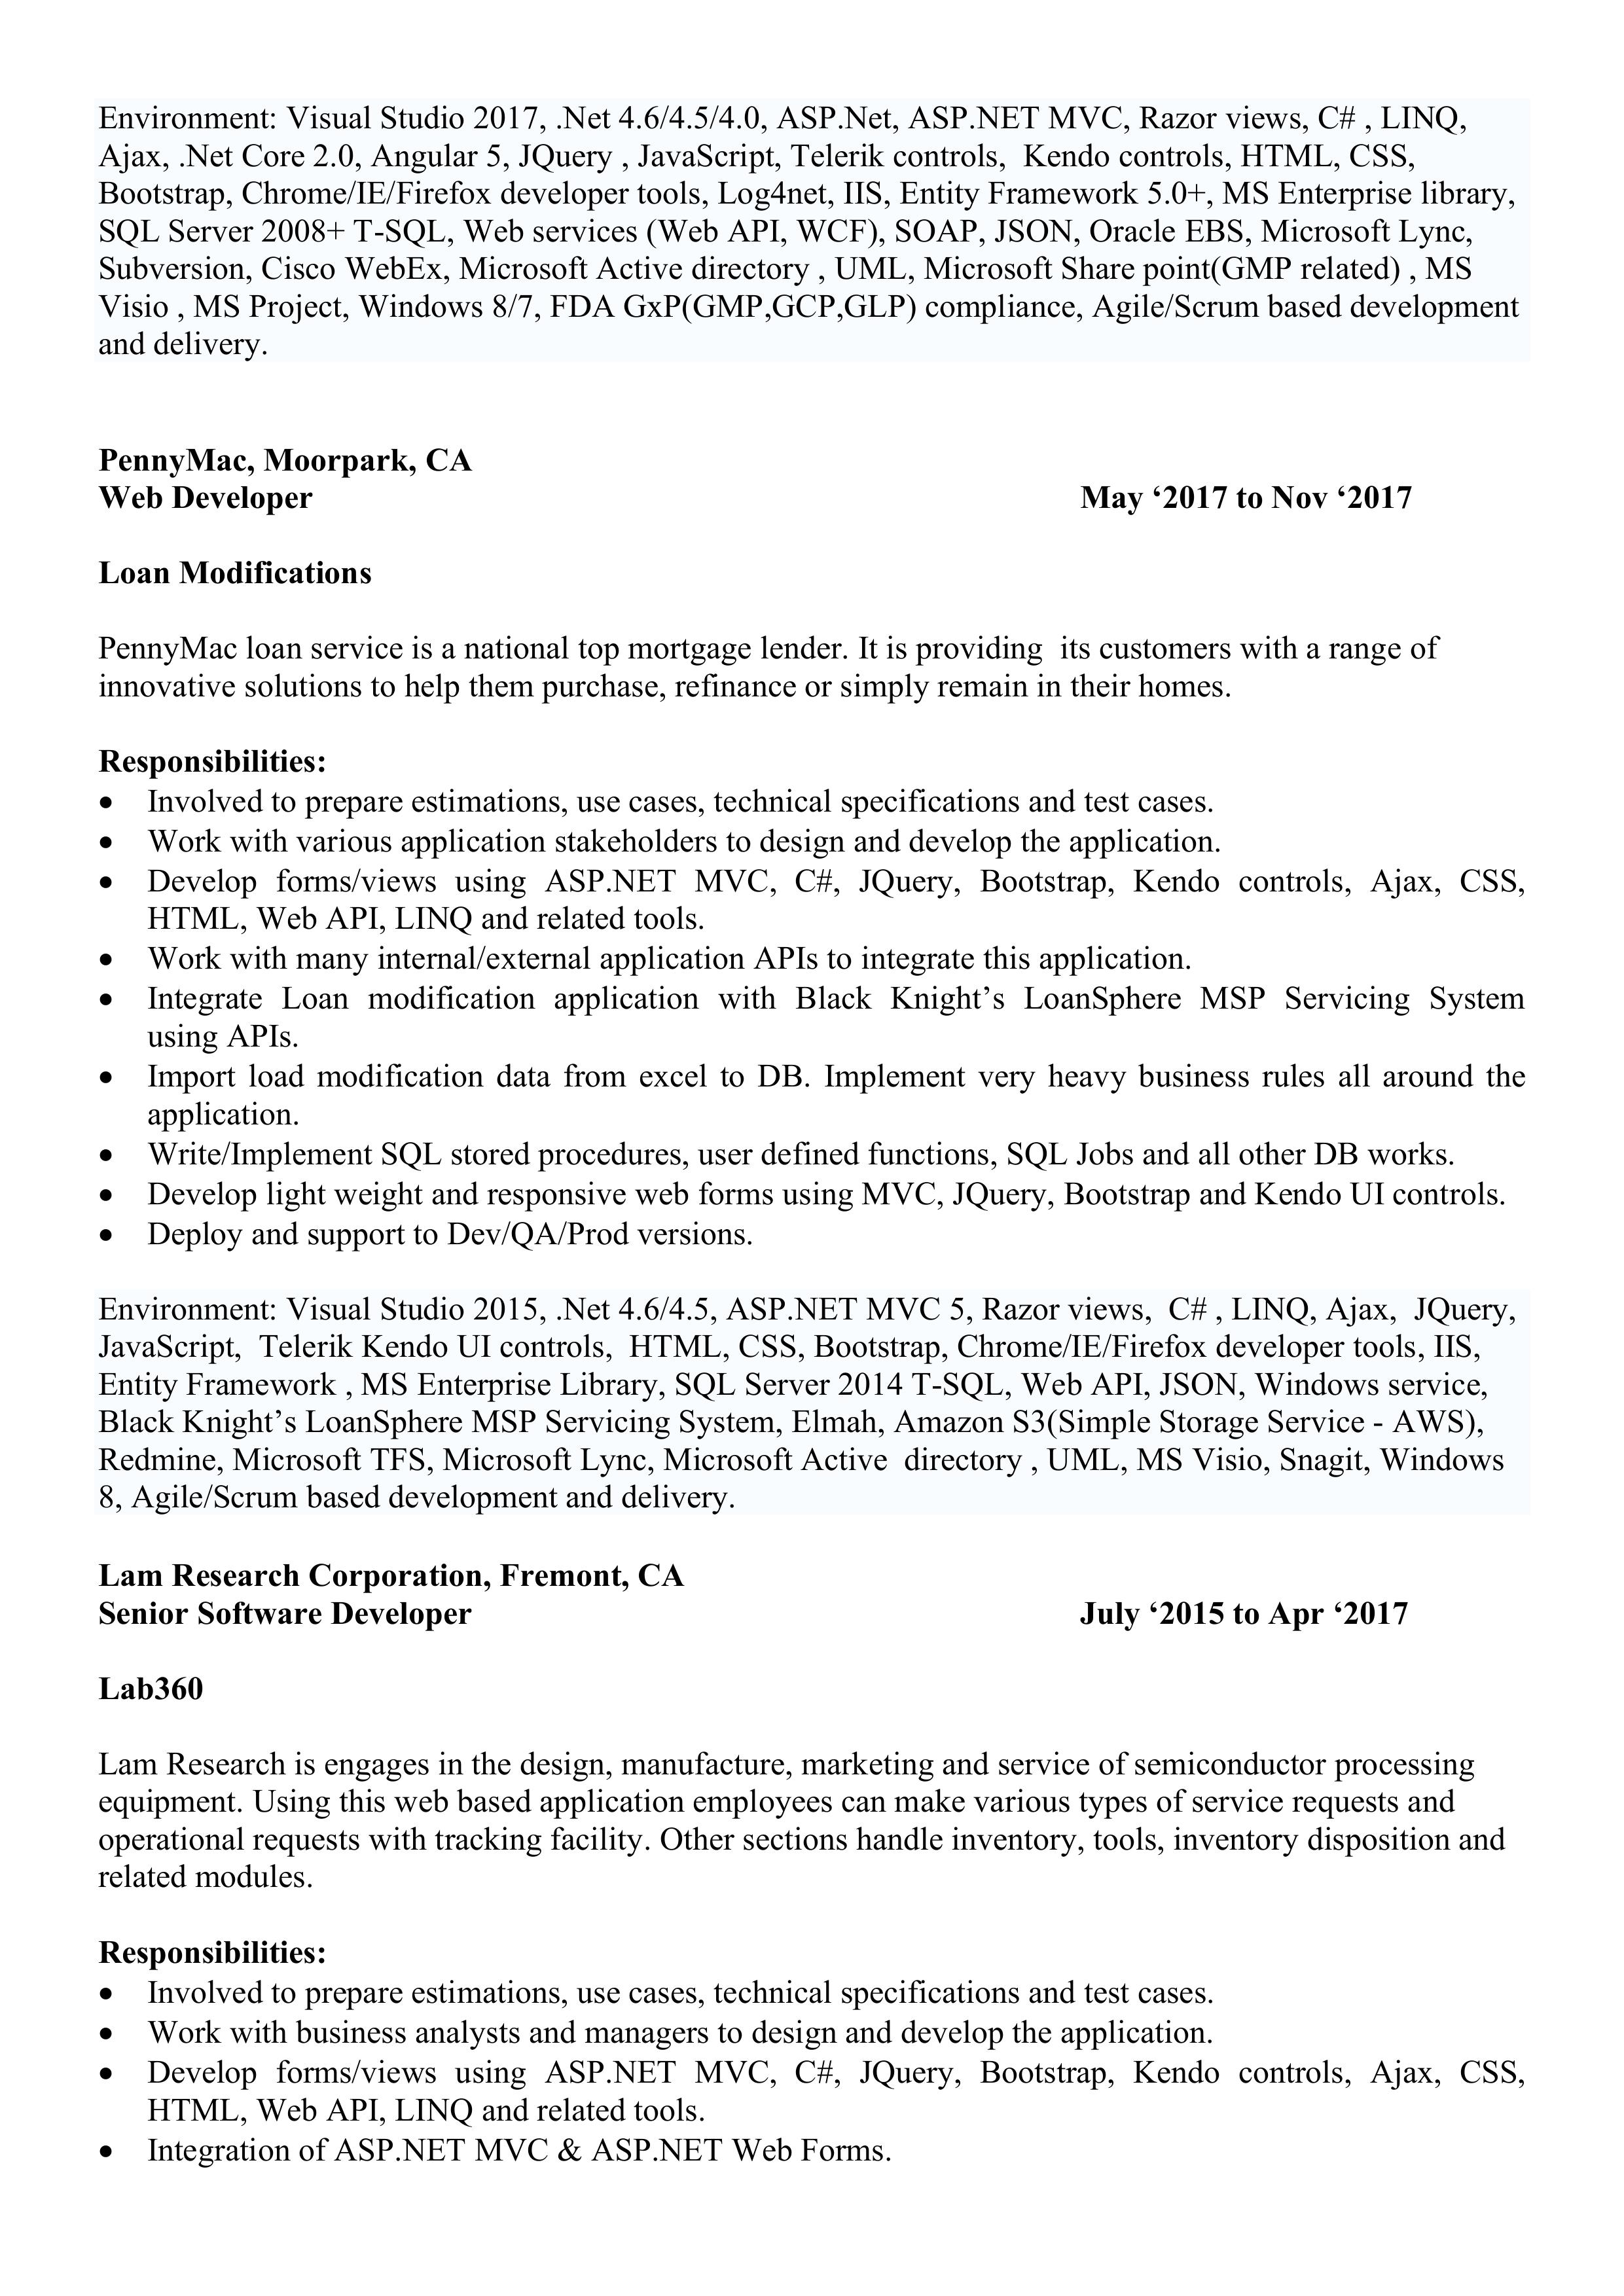 Environment: Visual Studio 2017, .Net 4.6/4.5/4.0, ASP.Net, ASP.NET MVC, Razor views, C# , LINQ,
Ajax, .Net Core 2.0, Angular 5, JQuery , JavaScript, Telerik controls,  Kendo controls, HTML, CSS,
Bootstrap, Chrome/IE/Firefox developer tools, Log4net, IIS, Entity Framework 5.0+, MS Enterprise library,
SQL Server 2008+ T-SQL, Web services (Web API, WCF), SOAP, JSON, Oracle EBS, Microsoft Lync,
Subversion, Cisco WebEx, Microsoft Active directory , UML, Microsoft Share point(GMP related) , MS
Visio , MS Project, Windows 8/7, FDA GxP(GMP,GCP,GLP) compliance, Agile/Scrum based development
and delivery.
PennyMac, Moorpark, CA
Web Developer May ‘2017 to Nov ‘2017
Loan Modifications
PennyMac loan service is a national top mortgage lender. It is providing  its customers with a range of
innovative solutions to help them purchase, refinance or simply remain in their homes.
Responsibilities:
• Involved to prepare estimations, use cases, technical specifications and test cases.
• Work with various application stakeholders to design and develop the application.
• Develop forms/views using ASP.NET MVC, C#, JQuery, Bootstrap, Kendo controls, Ajax, CSS,
HTML, Web API, LINQ and related tools.
• Work with many internal/external application APIs to integrate this application.
• Integrate Loan modification application with Black Knight’s LoanSphere MSP Servicing System
using APIs.
• Import load modification data from excel to DB. Implement very heavy business rules all around the
application.
• Write/Implement SQL stored procedures, user defined functions, SQL Jobs and all other DB works.
• Develop light weight and responsive web forms using MVC, JQuery, Bootstrap and Kendo UI controls.
• Deploy and support to Dev/QA/Prod versions.
Environment: Visual Studio 2015, .Net 4.6/4.5, ASP.NET MVC 5, Razor views,  C# , LINQ, Ajax,  JQuery,
JavaScript,  Telerik Kendo UI controls,  HTML, CSS, Bootstrap, Chrome/IE/Firefox developer tools, IIS,
Entity Framework , MS Enterprise Library, SQL Server 2014 T-SQL, Web API, JSON, Windows service,
Black Knight’s LoanSphere MSP Servicing System, Elmah, Amazon S3(Simple Storage Service - AWS),
Redmine, Microsoft TFS, Microsoft Lync, Microsoft Active  directory , UML, MS Visio, Snagit, Windows
8, Agile/Scrum based development and delivery.
Lam Research Corporation, Fremont, CA
Senior Software Developer July ‘2015 to Apr ‘2017
Lab360
Lam Research is engages in the design, manufacture, marketing and service of semiconductor processing
equipment. Using this web based application employees can make various types of service requests and
operational requests with tracking facility. Other sections handle inventory, tools, inventory disposition and
related modules.
Responsibilities:
• Involved to prepare estimations, use cases, technical specifications and test cases.
• Work with business analysts and managers to design and develop the application.
• Develop forms/views using ASP.NET MVC, C#, JQuery, Bootstrap, Kendo controls, Ajax, CSS,
HTML, Web API, LINQ and related tools.
• Integration of ASP.NET MVC & ASP.NET Web Forms.